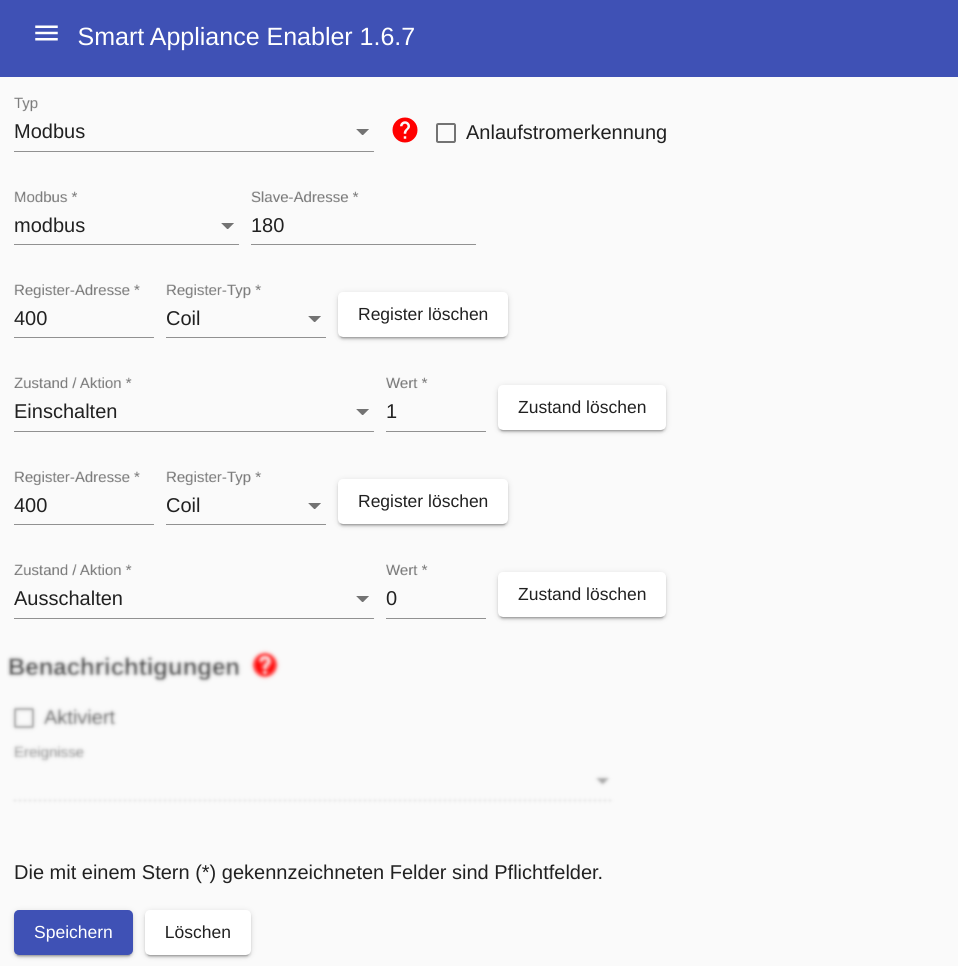 Smart Appliance Enabler 1.6.7
Typ
Modbus
Anlaufstromerkennung
Modbus *
Slave-Adresse *
modbus
180
Register-Adresse *
Register-Typ *
400
Coil
Register löschen
Zustand / Aktion *
Wert *
Einschalten
1
Zustand löschen
Register-Adresse *
Register-Typ *
400
Coil
Register löschen
Zustand / Aktion *
Wert *
Ausschalten
0
Zustand löschen
Benachrichtigungen
Aktiviert
Ereignisse
Die mit einem Stern (*) gekennzeichneten Felder sind Pflichtfelder.
Speichern
Löschen